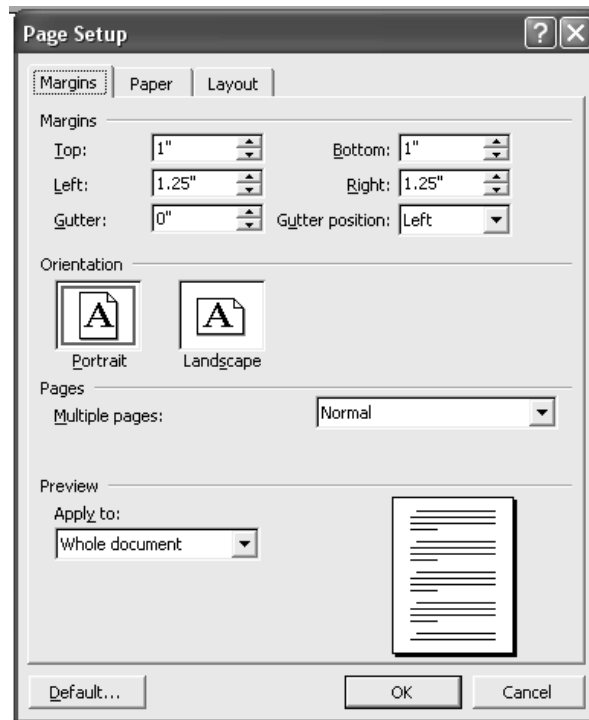 Page Setup
Margins Paper Layout
Margins
Top: 1" Bottom: 1"
Left: 1.25" Right: 1.25"
Gutter: 0" Gutter position: Left
Orientation
A A
Portrait Landscape
Pages
Multiple pages: Normal
Preview
Apply to:
Whole document
Default... OK Cancel